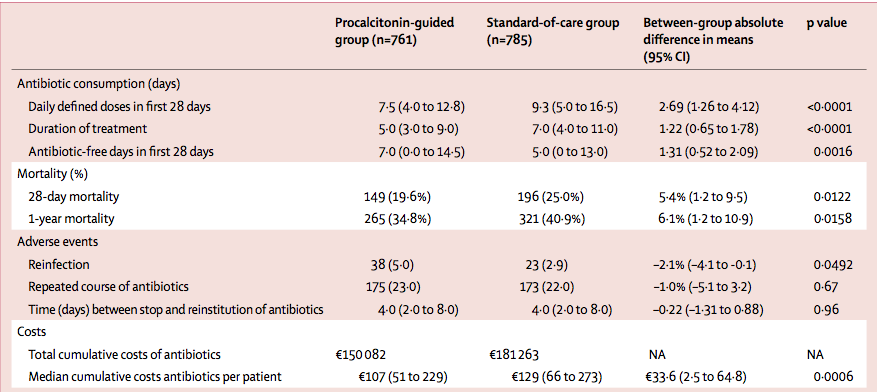 Procalcitonin-guided group (n=761) Standard-of-care group (n=785) Between-group absolute difference in means (95% CI) p value
Antibiotic consumption (days)
Daily defined doses in first 28 days 7·5 (4·0 to 12·8) 9·3 (5·0 to 16·5) 2·69 (1·26 to 4·12) <0·0001
Duration of treatment 5·0 (3·0 to 9·0) 7·0 (4·0 to 11·0) 1·22 (0·65 to 1·78) <0·0001
Antibiotic-free days in first 28 days 7·0 (0·0 to 14·5) 5·0 (0 to 13·0) 1·31 (0·52 to 2·09) 0·0016
Mortality (%)
28-day mortality 149 (19·6%) 196 (25·0%) 5·4% (1·2 to 9·5) 0·0122
1-year mortality 265 (34·8%) 321 (40·9%) 6·1% (1·2 to 10·9) 0·0158
Adverse events
Reinfection 38 (5·0) 23 (2·9) –2·1% (–4·1 to -0·1) 0·0492
Repeated course of antibiotics 175 (23·0) 173 (22·0) –1·0% (–5·1 to 3·2) 0·67
Time (days) between stop and reinstitution of antibiotics 4·0 (2·0 to 8·0) 4·0 (2·0 to 8·0) –0·22 (–1·31 to 0·88) 0·96
Costs
Total cumulative costs of antibiotics €150 082 €181 263 NA NA
Median cumulative costs antibiotics per patient €107 (51 to 229) €129 (66 to 273) €33·6 (2·5 to 64·8) 0·0006